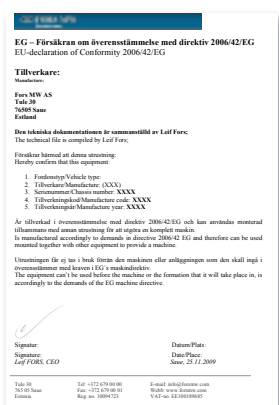 EG – Försäkran om överensstämmelse med direktiv 2006/42/EG
EU-declaration of Conformity 2006/42/EG
Tillverkare:
Manufacture:
Fors MW AS
Tule 30
76505 Saue
Estland
Den tekniska dokumentationen är sammanställd av Leif Fors;
The technical file is compiled by Leif Fors;
Försäkrar härmed att denna utrustning:
Hereby confirm that this equipment:
1. Fordonstyp/Vehicle type:
2. Tillverkare/Manufacture: (XXX)
3. Serienummer/Chassis number: XXXX
4. Tillverkningskod/Manufacture code: XXXX
5. Tillverkningsår/Manufacture year: XXXX
Är tillverkad i överensstämmelse med direktiv 2006/42/EG och kan användas monterad
tillsammans med annan utrustning för att utgöra en komplett maskin.
Is manufactured accordingly to demands in directive 2006/42 EG and therefore can be used
mounted together with other equipment to provide a machine.
Utrustningen får ej tas i bruk förrän den maskinen eller anläggningen som den skall ingå i
överensstämmer med kraven i EG´s maskindirektiv.
The equipment can't be used before the machine or the formation that it will take place in, is
accordingly to the demands of the EG machine directive.
Signatur: Datum/Plats:
Signature: Date/Place:
Leif FORS, CEO Saue, 25.11.2009
Tule 30 Tel: +372 679 00 00 E-mail: info@forsmw.com
765 05 Saue Fax: +372 679 00 01 Webb: www.forsmw.com
Estonia Reg. no. 10094723 VAT-no. EE100189605